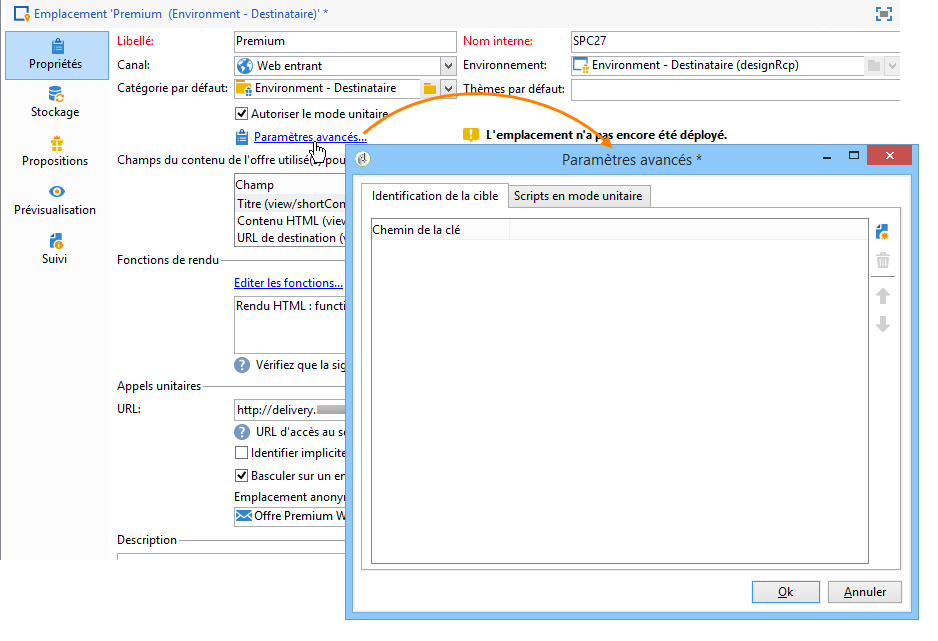 Emplacement 'Premium (Environment - Destinataire)' *
Propriétés
Stockage
Propositions
Prévisualisation
Suivi
Libellé: Premium Nom interne: SPC27
Canal: Web entrant Environnement: Environment - Destinataire (designRcp)
Catégorie par défaut: Environment - Destinataire Thèmes par défaut:
Autoriser le mode unitaire
Paramètres avancés... L'emplacement n'a pas encore été déployé.
Champs du contenu de l'offre utilisé(s) pou
Champ
Titre (view/shortCon
Contenu HTML (view
URL de destination (v
Fonctions de rendu
Editer les fonctions...
Rendu HTML : functi
Vérifiez que la sig
Appels unitaires
URL: http://delivery.
URL d'accès au se
Identifier implicite
Basculer sur un en
Emplacement anonym
Offre Premium W
Description
Paramètres avancés *
Identification de la cible Scripts en mode unitaire
Chemin de la clé
Ok Annuler